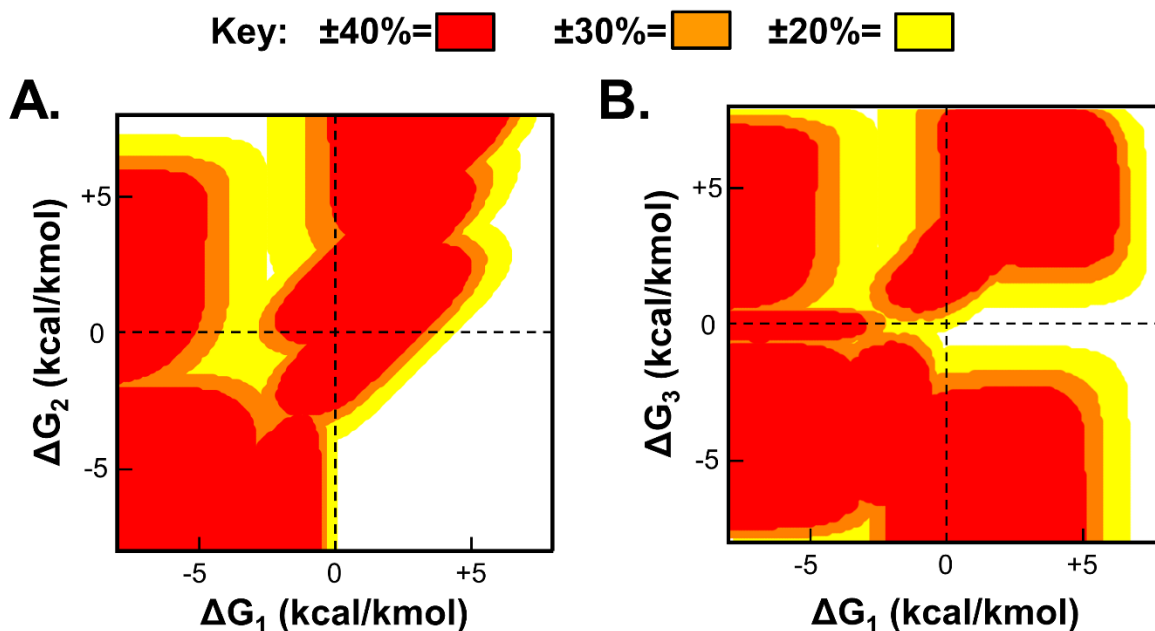 Key: ±40%= ±30%= ±20%=
A.
B.
+5
0
-5
ΔG2 (kcal/kmol)
-5 0 +5
ΔG1 (kcal/kmol)
+5
0
-5
ΔG3 (kcal/kmol)
-5 0 +5
ΔG1 (kcal/kmol)